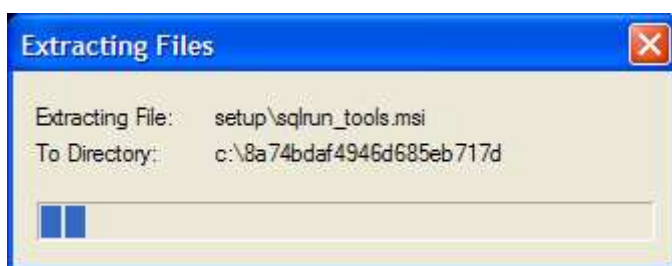 Extracting Files
Extracting File: setup\sqlrun_tools.msi
To Directory: c:\8a74bdaf4946d685eb717d